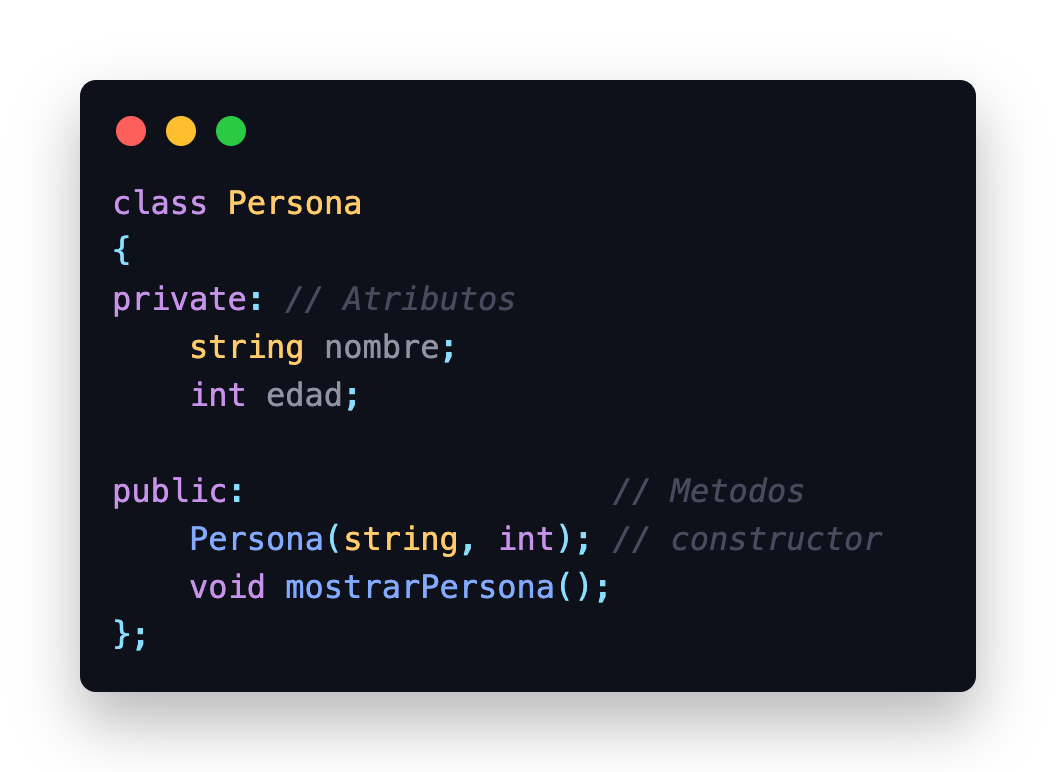 class Persona
{
private: // Atributos
    string nombre;
    int edad;

public:                   // Metodos
    Persona(string, int); // constructor
    void mostrarPersona();
};